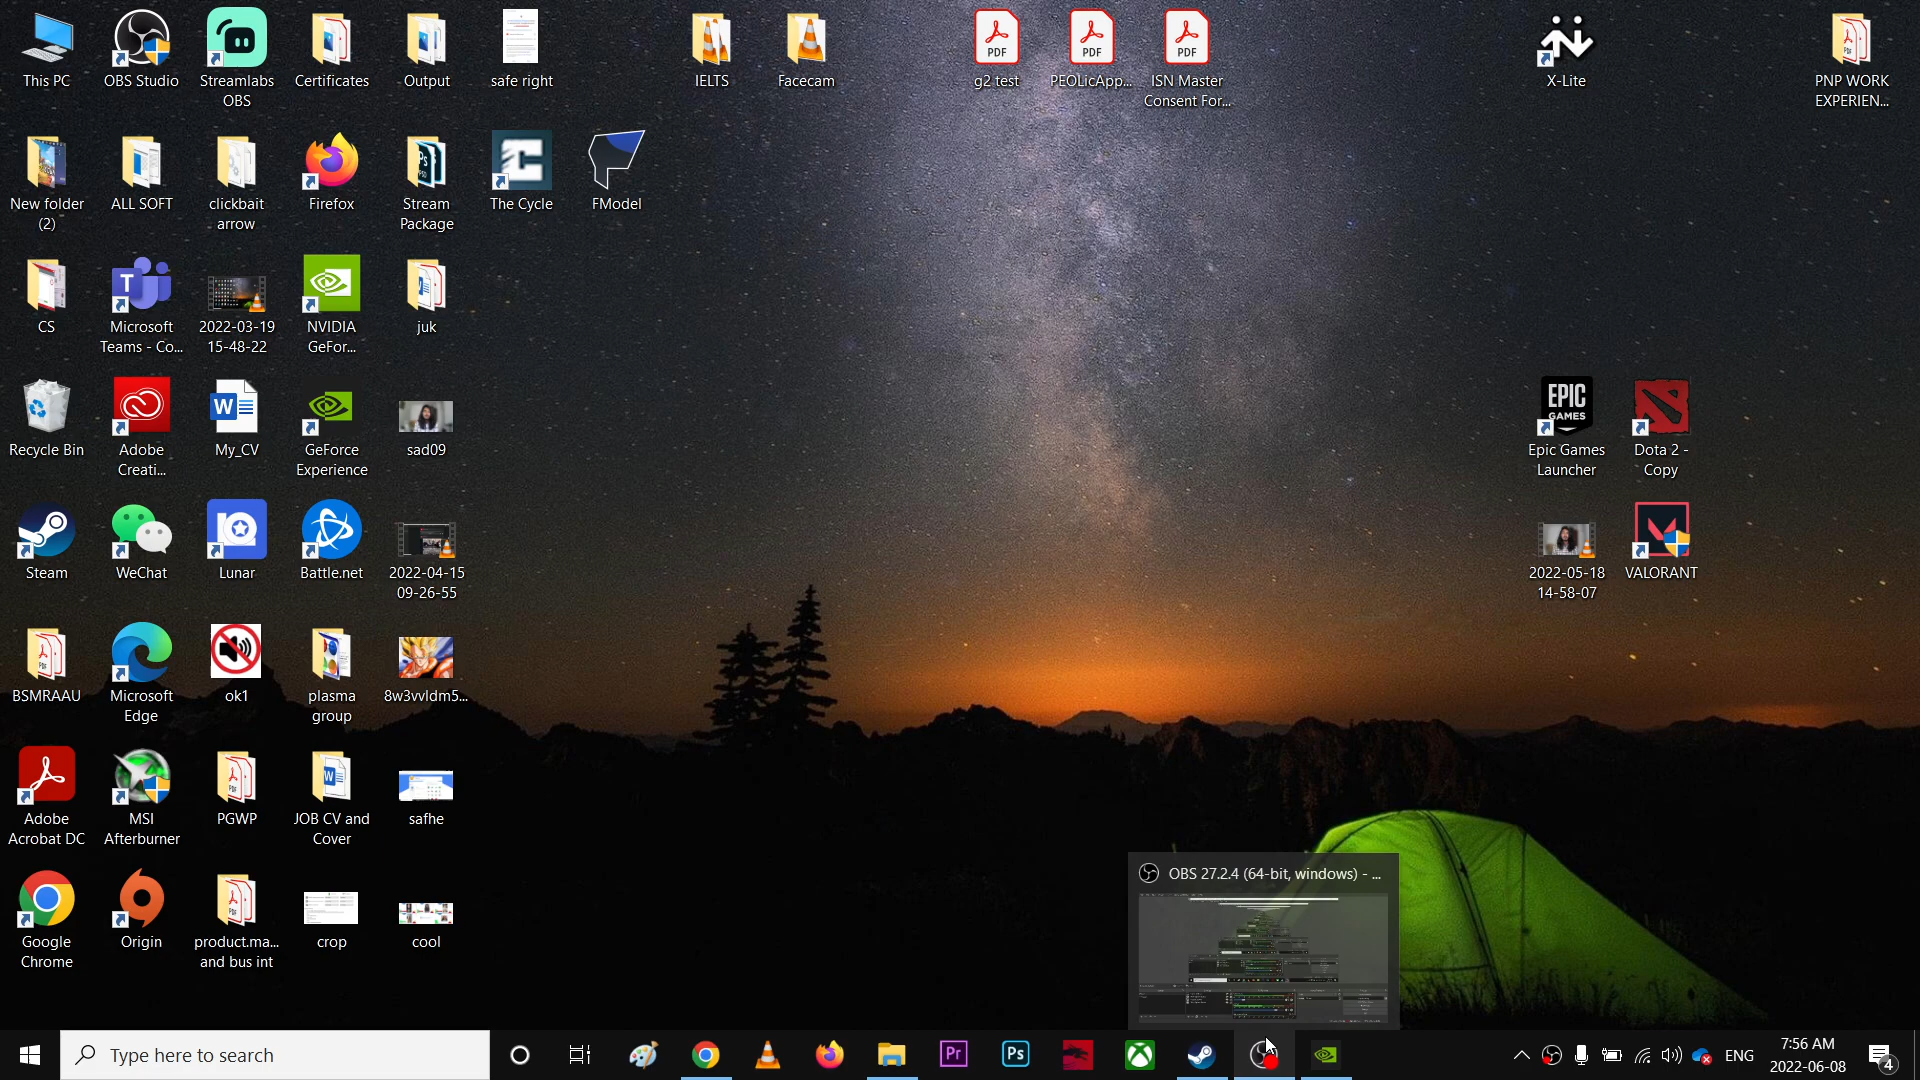 This PC
OBS Studio
Streamlabs
OBS
Certificates
Output
safe right
IELTS
Facecam
PDF
g2 test
PDF
PEOLicApp...
PDF
ISN Master
Consent For...
X-Lite
PNP WORK
EXPERIEN...
New folder
(2)
ALL SOFT
clickbait
arrow
Firefox
Stream
Package
The Cycle
FModel
CS
Microsoft
Teams - Co...
2022-03-19
15-48-22
NVIDIA
GeFor...
juk
Recycle Bin
Adobe
Creati...
My_CV
GeForce
Experience
sad09
EPIC
GAMES
Epic Games
Launcher
Dota 2 -
Copy
Steam
WeChat
Lunar
Battle.net
2022-04-15
09-26-55
2022-05-18
14-58-07
VALORANT
BSMRAAU
Microsoft
Edge
ok1
plasma
group
8w3vvldm5...
Adobe
Acrobat DC
MSI
Afterburner
PGWP
JOB CV and
Cover
safhe
Google
Chrome
Origin
product.ma...
and bus int
crop
cool
OBS 27.2.4 (64-bit, windows) - ...
Type here to search
Pr
Ps
ENG
7:56 AM
2022-06-08
4